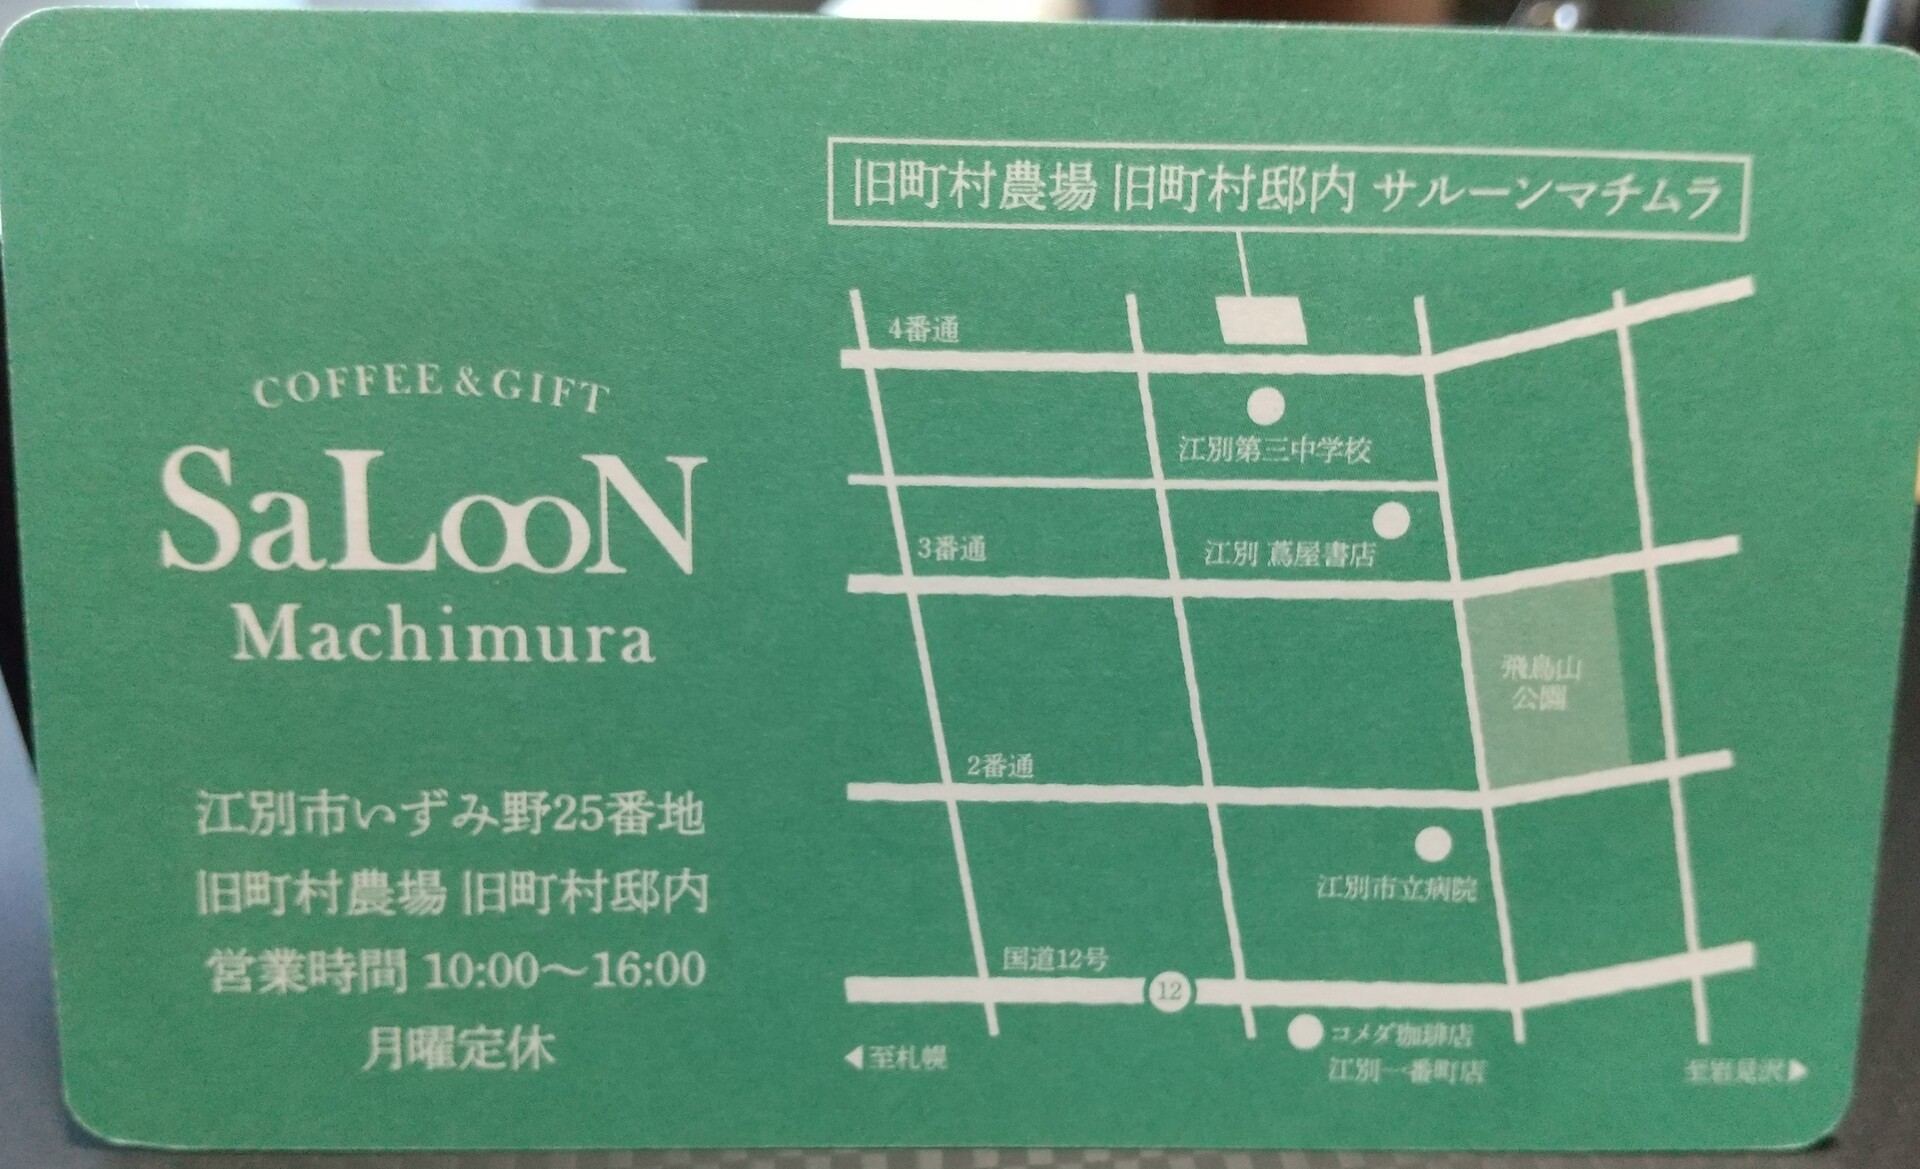 COFFEE & GIFT
SaLooN
Machimura
江別市いずみ野25番地
旧町村農場 旧町村邸内
営業時間 10:00〜16:00
月曜定休
旧町村農場 旧町村邸内 サルーンマチムラ
4番通
江別第三中学校
江別 蔦屋書店
3番通
飛鳥山
公園
2番通
江別市立病院
国道12号
12
コメダ珈琲店
江別一番町店
◀至札幌
至岩見沢▶